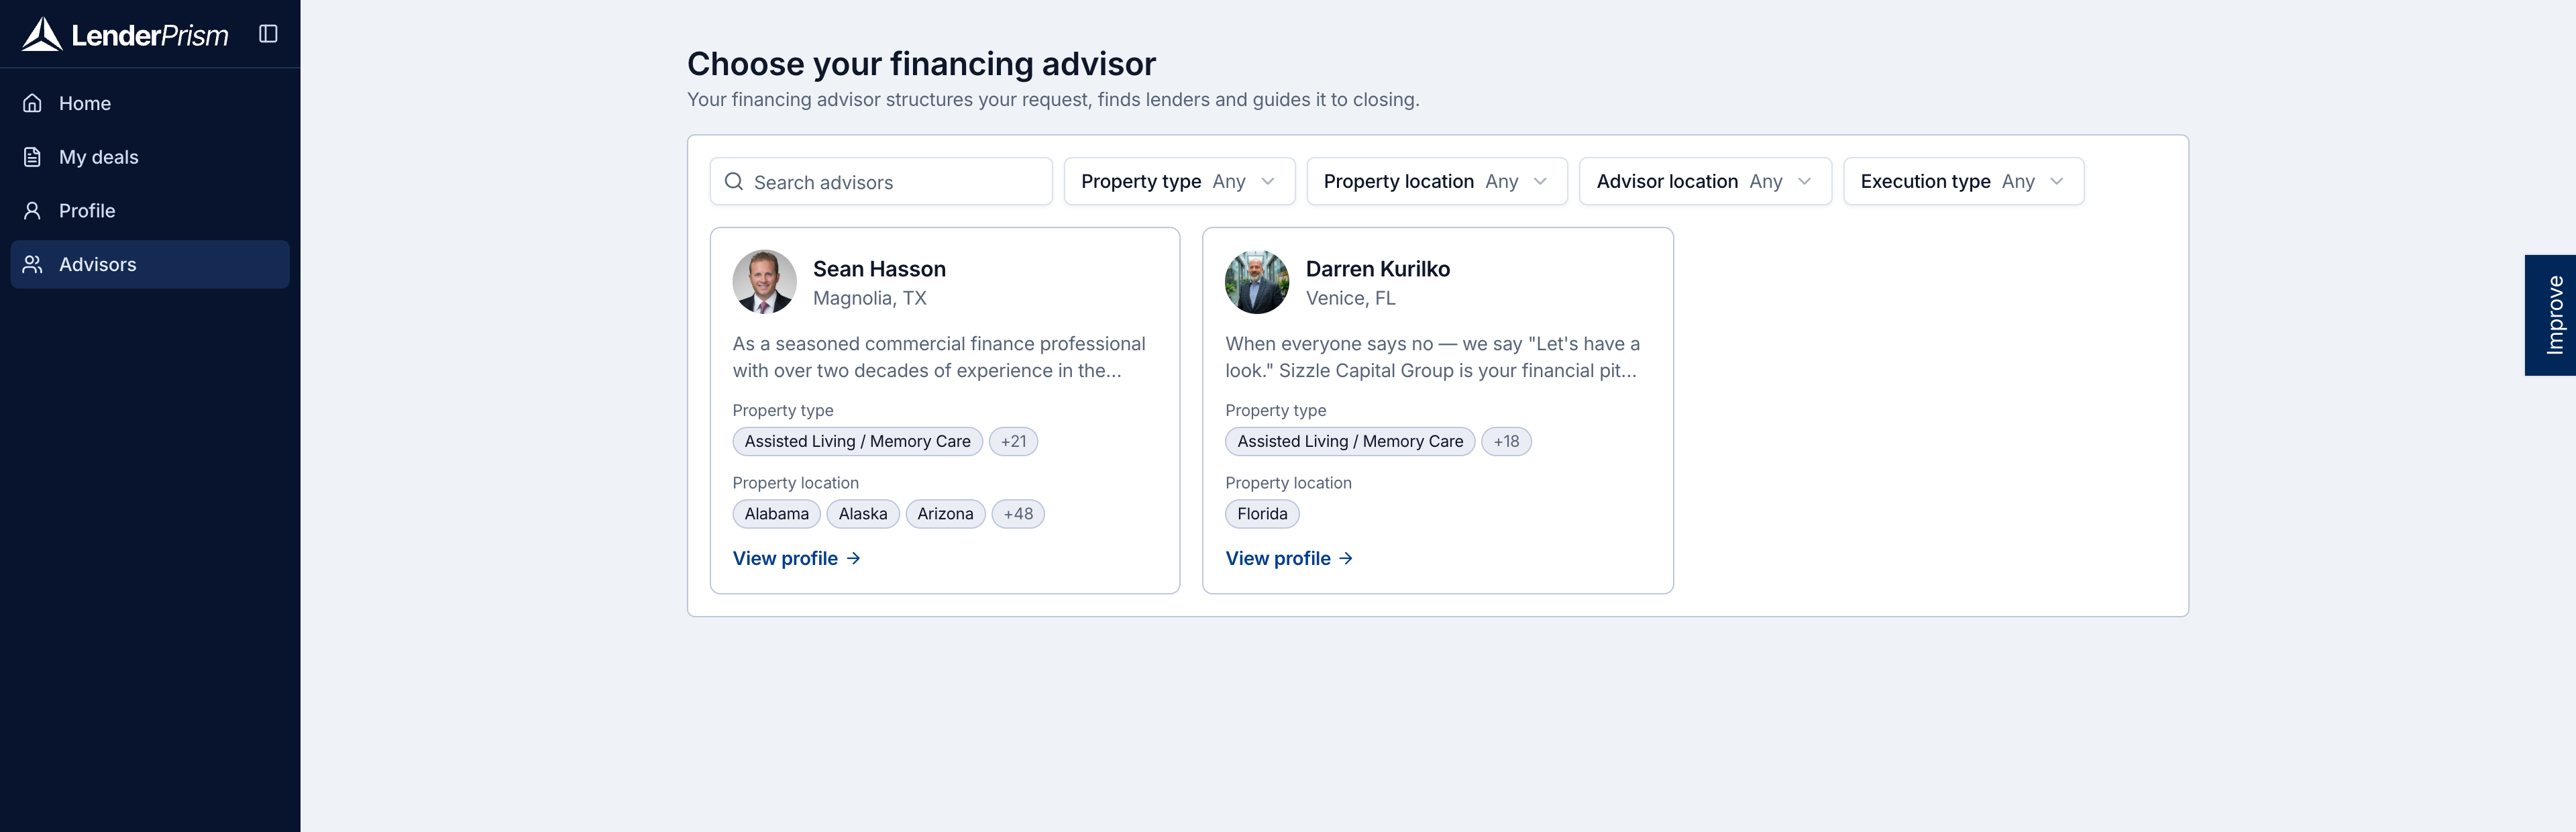 LenderPrism
Home
My deals
Profile
Advisors
Choose your financing advisor
Your financing advisor structures your request, finds lenders and guides it to closing.
Search advisors
Property type Any
Property location Any
Advisor location Any
Execution type Any
Sean Hasson
Magnolia, TX
As a seasoned commercial finance professional
with over two decades of experience in the...
Property type
Assisted Living / Memory Care +21
Property location
Alabama Alaska Arizona +48
View profile →
Darren Kurilko
Venice, FL
When everyone says no — we say "Let's have a
look." Sizzle Capital Group is your financial pit...
Property type
Assisted Living / Memory Care +18
Property location
Florida
View profile →
Improve